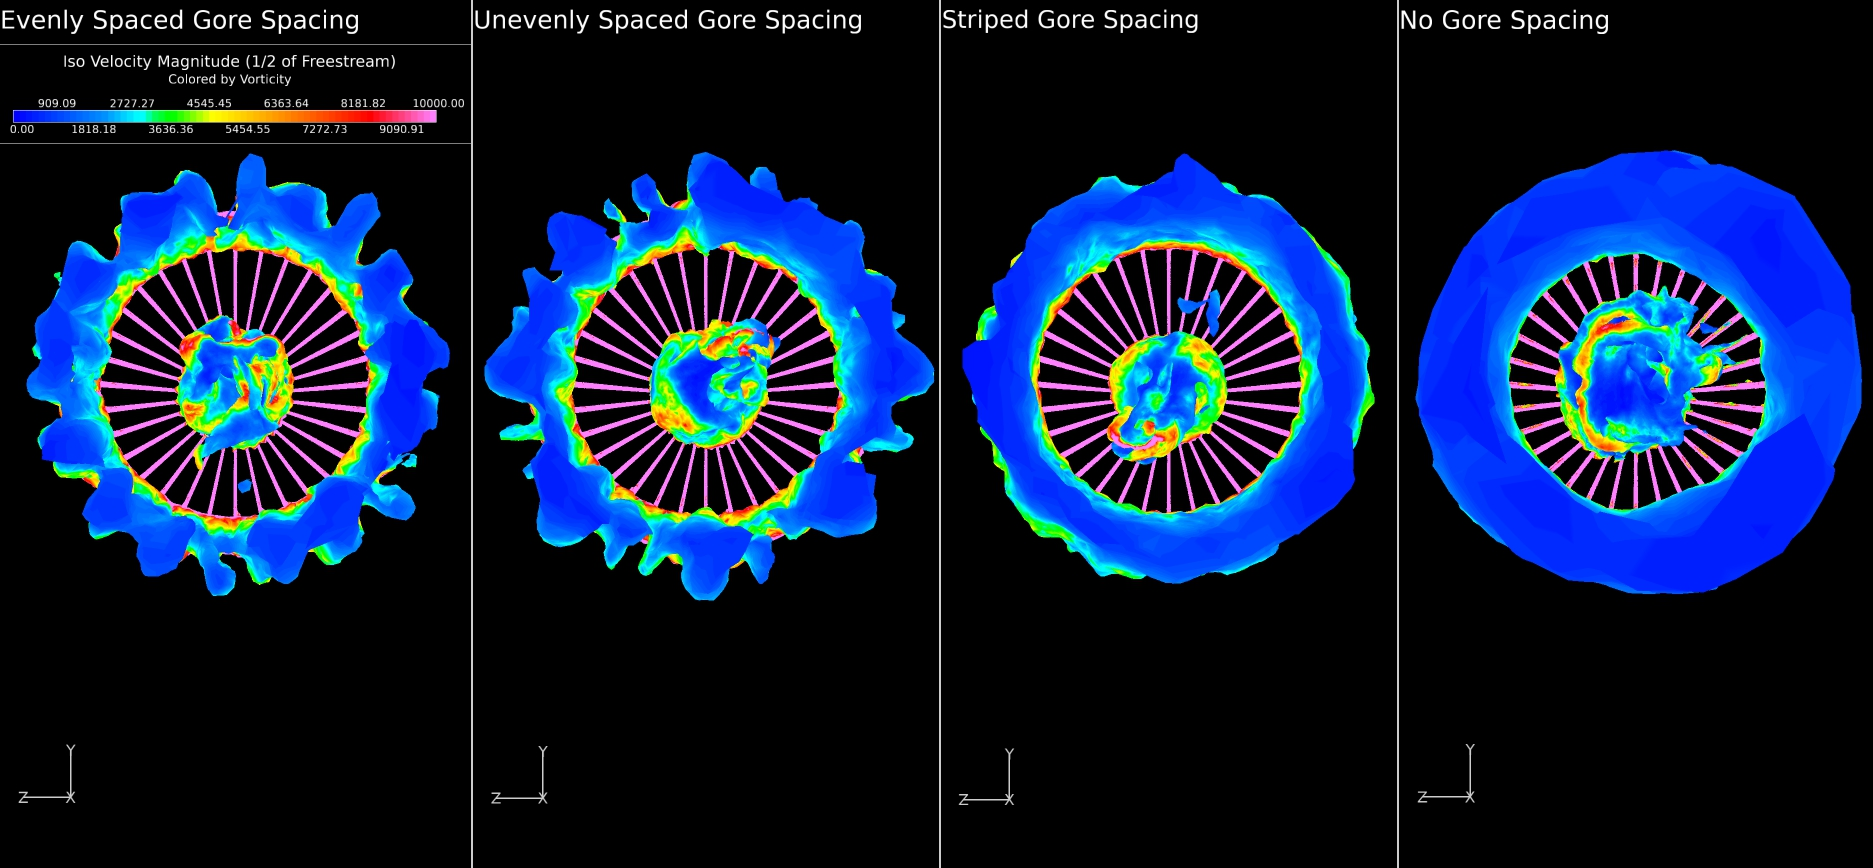 Evenly Spaced Gore Spacing
Unevenly Spaced Gore Spacing
Striped Gore Spacing
No Gore Spacing
Iso Velocity Magnitude (1/2 of Freestream)
Colored by Vorticity
909.09 2727.27 4545.45 6363.64 8181.82 10000.00
0.00 1818.18 3636.36 5454.55 7272.73 9090.91
Y
Z X
Y
Z X
Y
Z X
Y
Z X